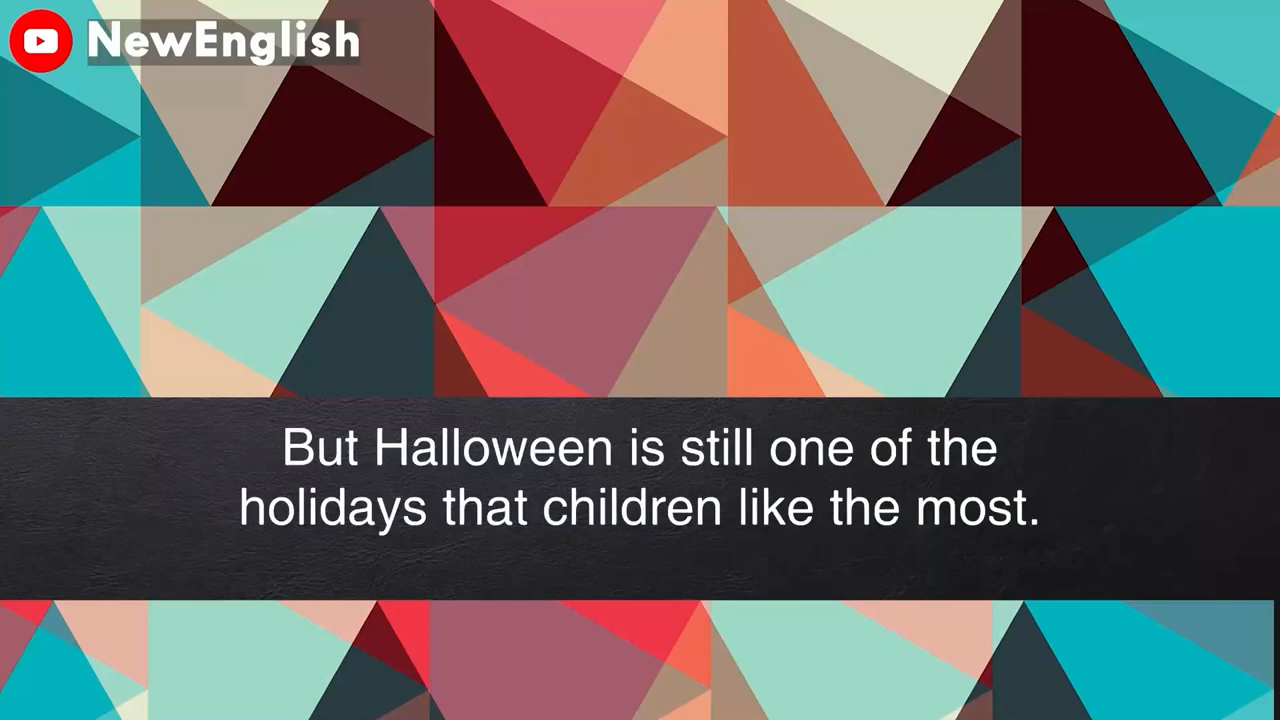 NewEnglish
But Halloween is still one of the
holidays that children like the most.